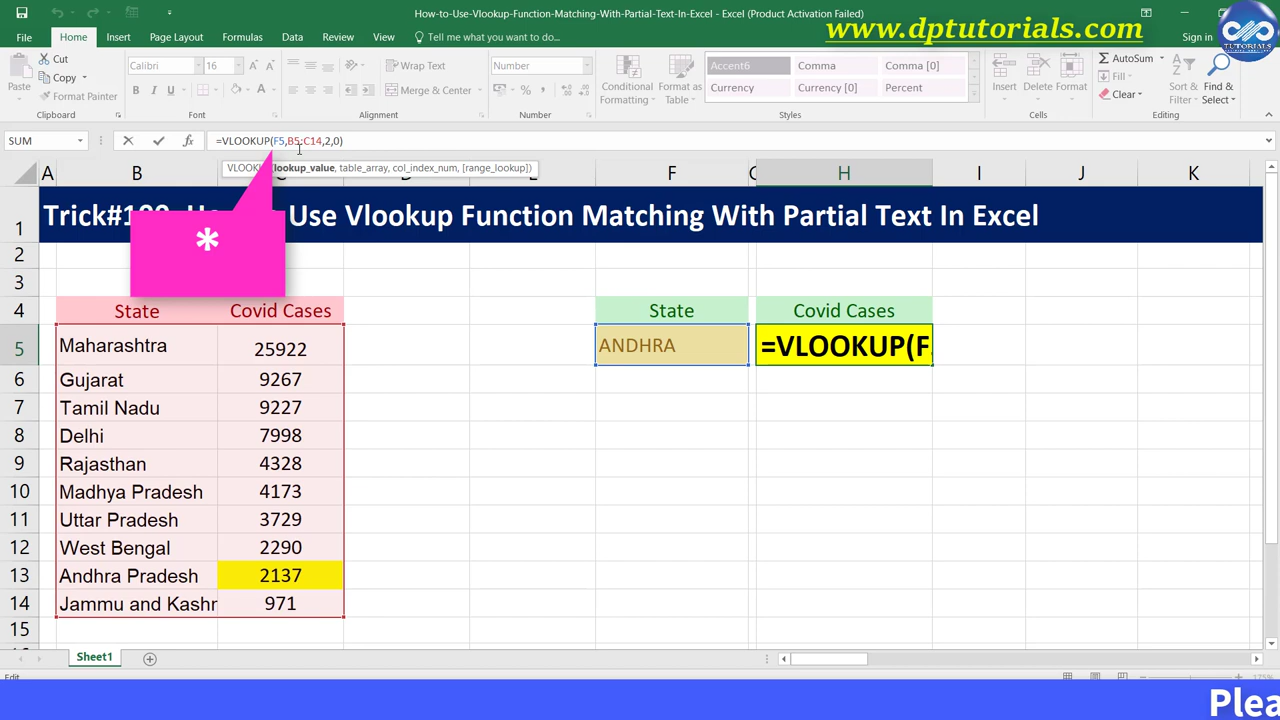 How-to-Use-Vlookup-Function-Matching-With-Partial-Text-In-Excel - Excel (Product Activation Failed)
www.dptutorials.com
TUTORIALS
File Home Insert Page Layout Formulas Data Review View Tell me what you want to do... Sign in
Paste
Cut
Copy
Format Painter
Clipboard
Calibri 16
B I U
Font
Wrap Text
Merge & Center
Alignment
Number
% ,
Number
Conditional Formatting
Format as Table
Accent6 Comma Comma [0]
Currency Currency [0] Percent
Styles
Insert Delete Format
Cells
AutoSum
Fill
Clear
Sort & Filter
Find & Select
Editing
SUM fx =VLOOKUP(F5,B5:C14,2,0)
lookup_value, table_array, col_index_num, [range_lookup])
A B D E F G H I J K
1 Use Vlookup Function Matching With Partial Text In Excel
*
2
3
4 State Covid Cases State Covid Cases
5 Maharashtra 25922 ANDHRA =VLOOKUP(F
6 Gujarat 9267
7 Tamil Nadu 9227
8 Delhi 7998
9 Rajasthan 4328
10 Madhya Pradesh 4173
11 Uttar Pradesh 3729
12 West Bengal 2290
13 Andhra Pradesh 2137
14 Jammu and Kashr 971
15
Sheet1
Edit 175%
Plea